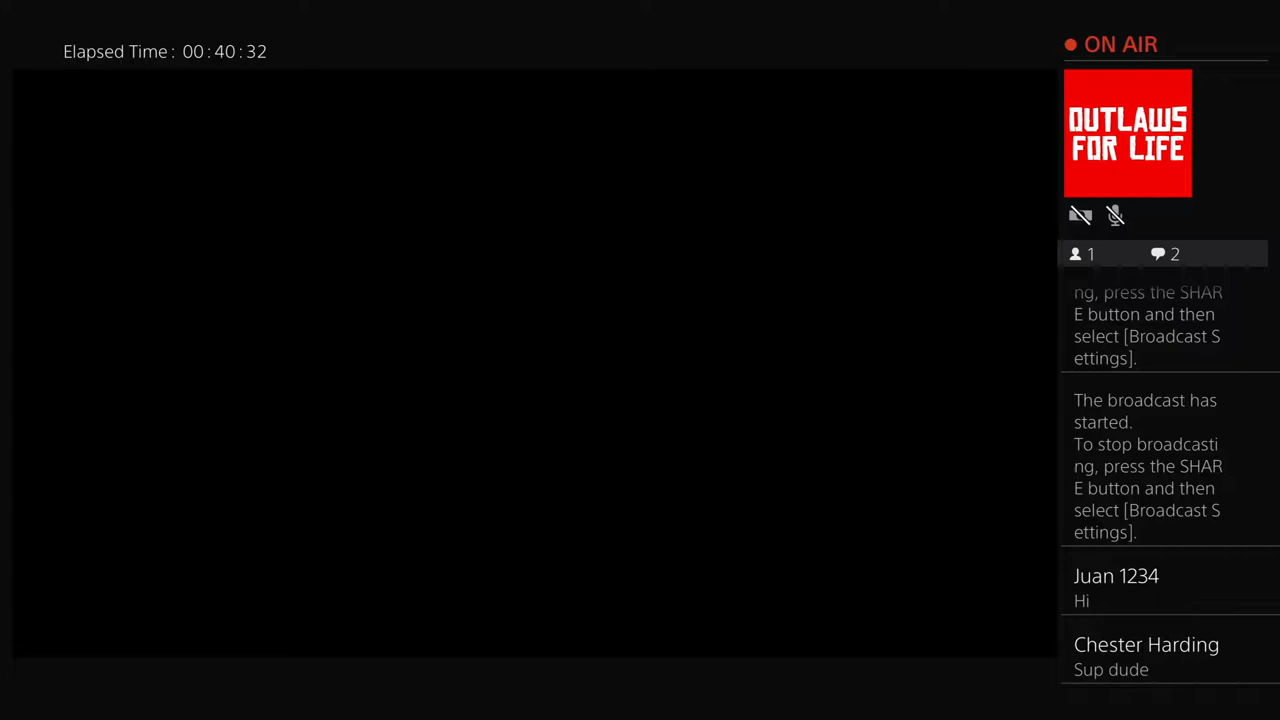 Elapsed Time: 00:40:32
ON AIR
OUTLAWS
FOR LIFE
1
2
ng, press the SHAR
E button and then
select [Broadcast S
ettings].
The broadcast has
started.
To stop broadcasti
ng, press the SHAR
E button and then
select [Broadcast S
ettings].
Juan 1234
Hi
Chester Harding
Sup dude